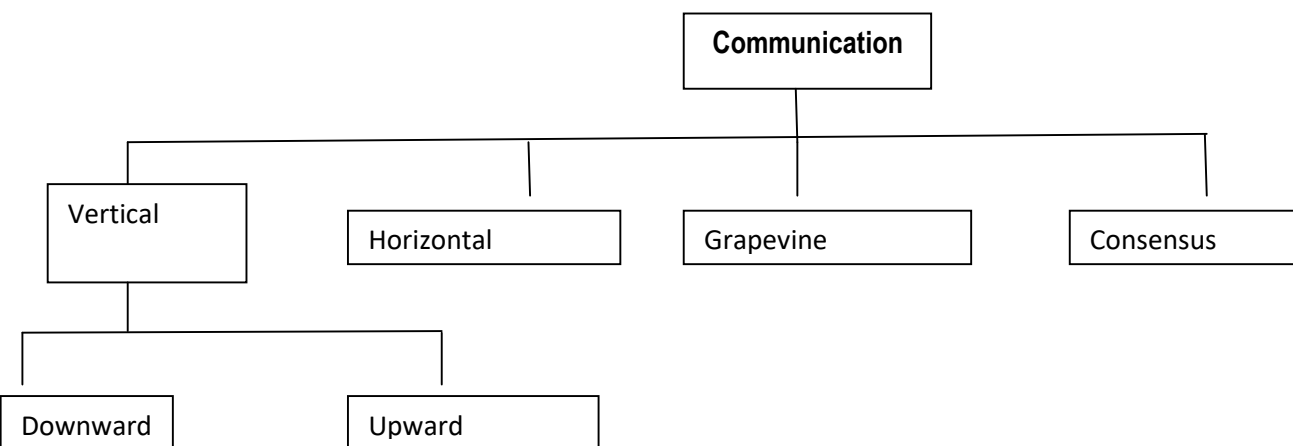 Communication
Vertical
Horizontal
Grapevine
Consensus
Downward
Upward